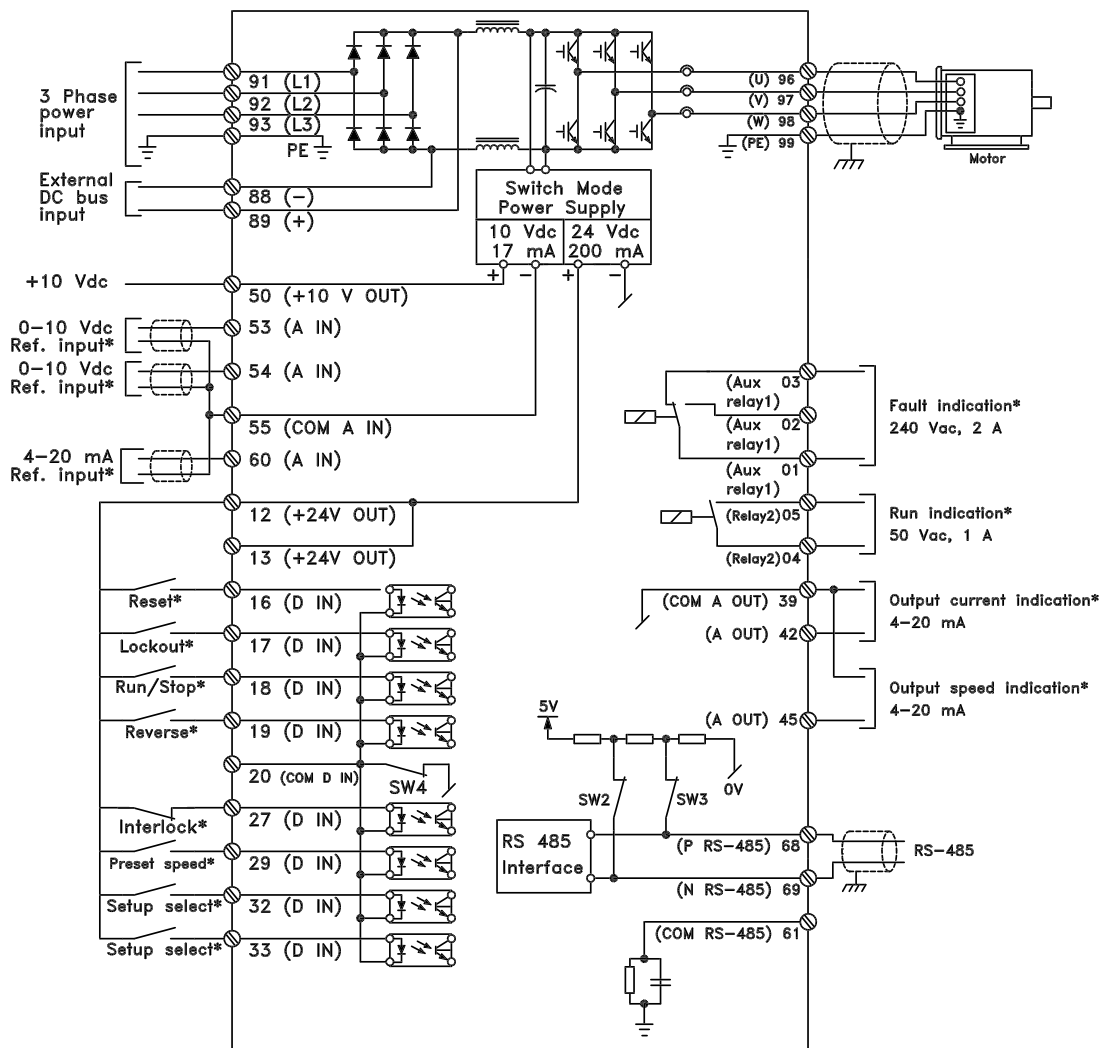 3 Phase
power
input
91 (L1)
92 (L2)
93 (L3)
PE
External
DC bus
input
88 (−)
89 (+)
Switch Mode
Power Supply
10 Vdc
17 mA
24 Vdc
200 mA
+
−
+
−
(U) 96
(V) 97
(W) 98
(PE) 99
Motor
+10 Vdc
50 (+10 V OUT)
0−10 Vdc
Ref. input*
53 (A IN)
0−10 Vdc
Ref. input*
54 (A IN)
55 (COM A IN)
4−20 mA
Ref. input*
60 (A IN)
12 (+24V OUT)
13 (+24V OUT)
Reset*
16 (D IN)
Lockout*
17 (D IN)
Run/Stop*
18 (D IN)
Reverse*
19 (D IN)
20 (COM D IN)
SW4
Interlock*
27 (D IN)
Preset speed*
29 (D IN)
Setup select*
32 (D IN)
Setup select*
33 (D IN)
(Aux 03
relay1)
(Aux 02
relay1)
(Aux 01
relay1)
Fault indication*
240 Vac, 2 A
(Relay2)05
(Relay2)04
Run indication*
50 Vac, 1 A
(COM A OUT) 39
(A OUT) 42
Output current indication*
4−20 mA
(A OUT) 45
Output speed indication*
4−20 mA
5V
0V
SW2
SW3
RS 485
Interface
(P RS−485) 68
(N RS−485) 69
RS−485
(COM RS−485) 61